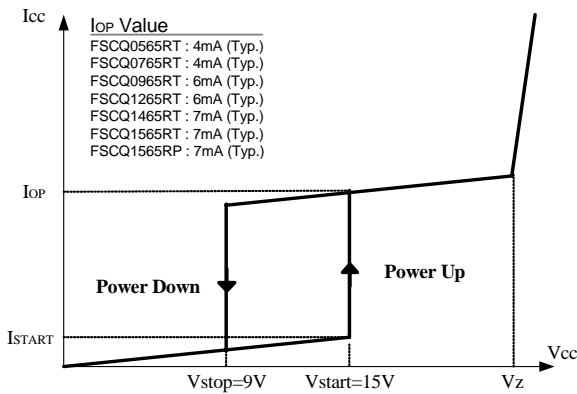 Icc
IOP Value
FSCQ0565RT : 4mA (Typ.)
FSCQ0765RT : 4mA (Typ.)
FSCQ0965RT : 6mA (Typ.)
FSCQ1265RT : 6mA (Typ.)
FSCQ1465RT : 7mA (Typ.)
FSCQ1565RT : 7mA (Typ.)
FSCQ1565RP : 7mA (Typ.)
IOP
Power Down
Power Up
ISTART
Vcc
Vstop=9V
Vstart=15V
Vz